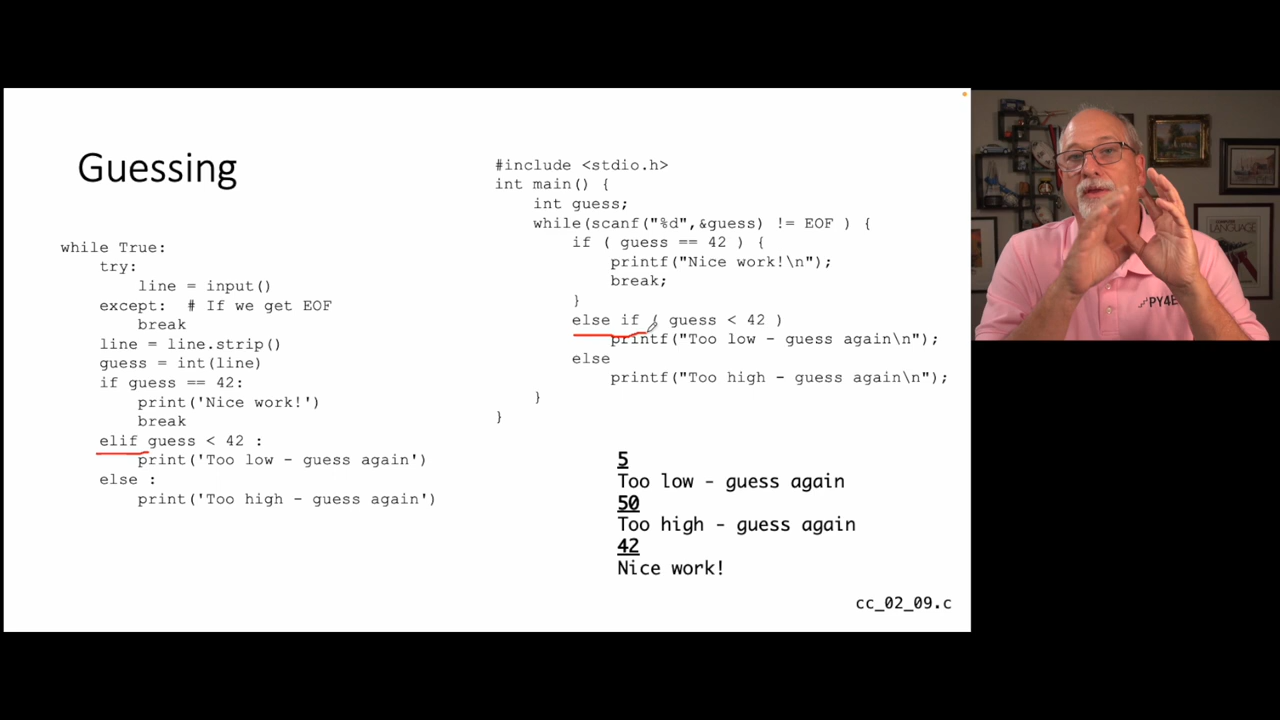 Guessing
while True:
    try:
        line = input()
    except:  # If we get EOF
        break
    line = line.strip()
    guess = int(line)
    if guess == 42:
        print('Nice work!')
        break
    elif guess < 42 :
        print('Too low - guess again')
    else :
        print('Too high - guess again')
#include <stdio.h>
int main() {
    int guess;
    while(scanf("%d",&guess) != EOF ) {
        if ( guess == 42 ) {
            printf("Nice work!\n");
            break;
        }
        else if ( guess < 42 )
            printf("Too low - guess again\n");
        else
            printf("Too high - guess again\n");
    }
}
5
Too low - guess again
50
Too high - guess again
42
Nice work!
cc_02_09.c
LANGUAGE
PY4E